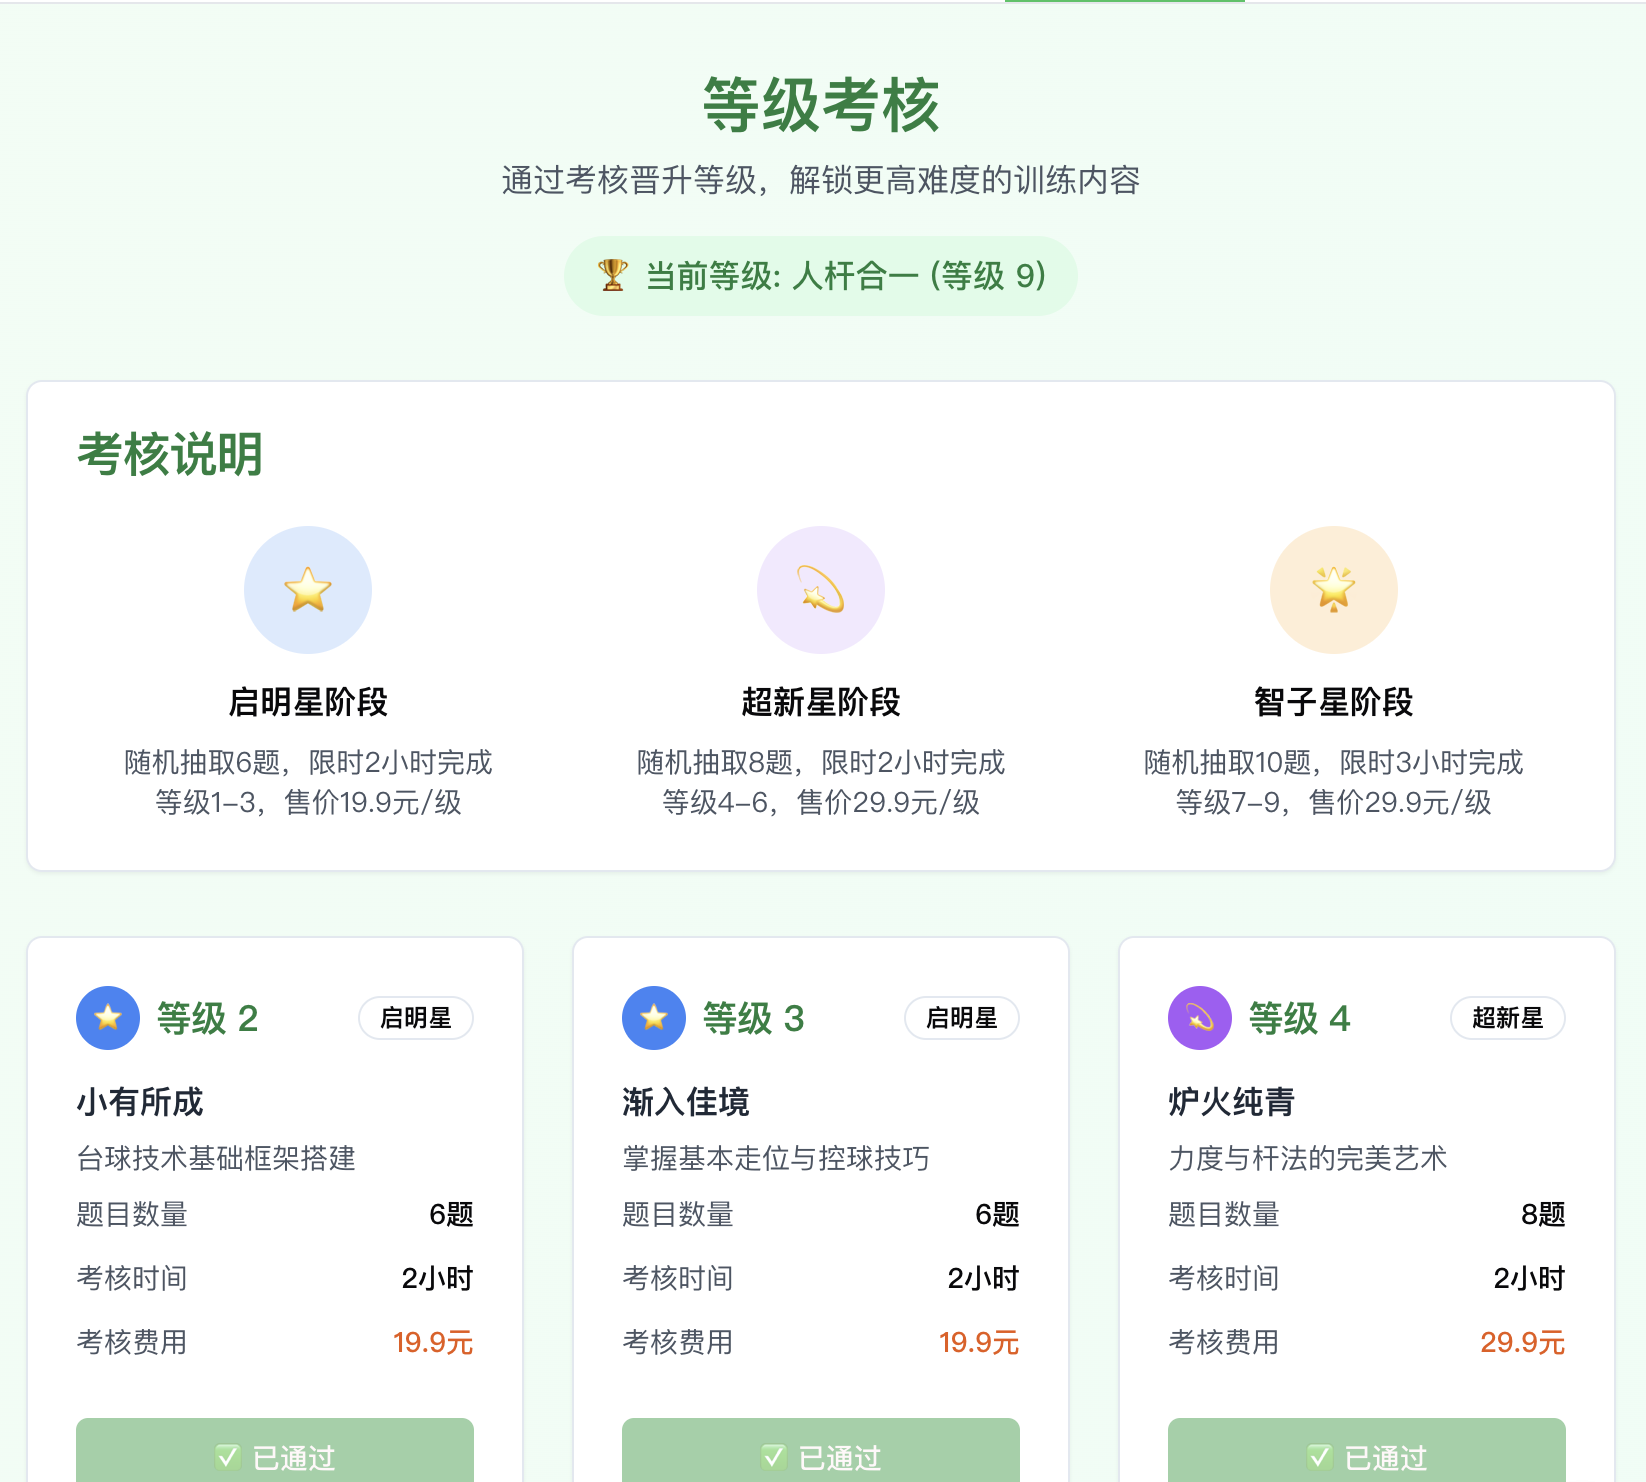 等级考核
通过考核晋升等级，解锁更高难度的训练内容
当前等级: 人杆合一 (等级 9)
考核说明
启明星阶段
随机抽取6题，限时2小时完成
等级1-3，售价19.9元/级
超新星阶段
随机抽取8题，限时2小时完成
等级4-6，售价29.9元/级
智子星阶段
随机抽取10题，限时3小时完成
等级7-9，售价29.9元/级
等级 2 启明星
小有所成
台球技术基础框架搭建
题目数量 6题
考核时间 2小时
考核费用 19.9元
已通过
等级 3 启明星
渐入佳境
掌握基本走位与控球技巧
题目数量 6题
考核时间 2小时
考核费用 19.9元
已通过
等级 4 超新星
炉火纯青
力度与杆法的完美艺术
题目数量 8题
考核时间 2小时
考核费用 29.9元
已通过